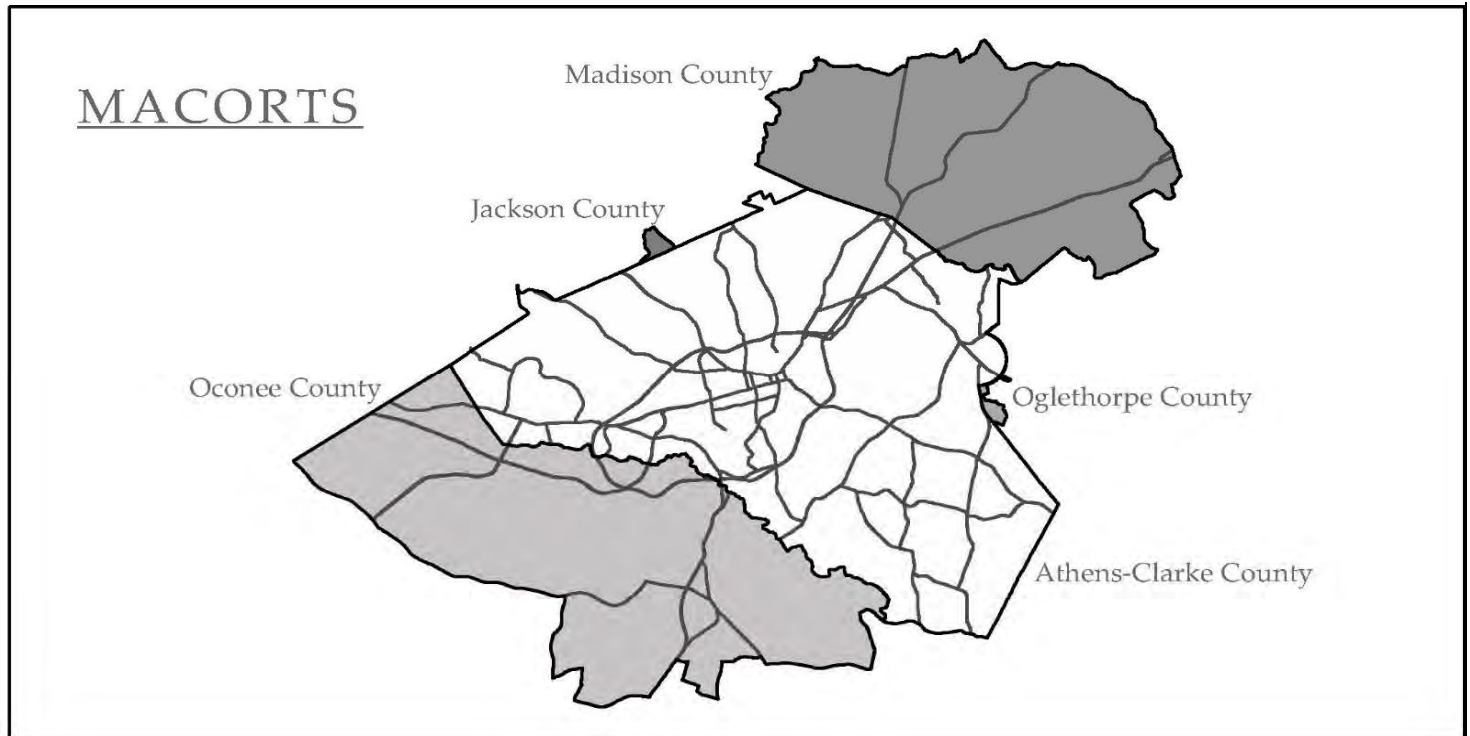 MACORTS
Madison County
Jackson County
Oconee County
Oglethorpe County
Athens-Clarke County